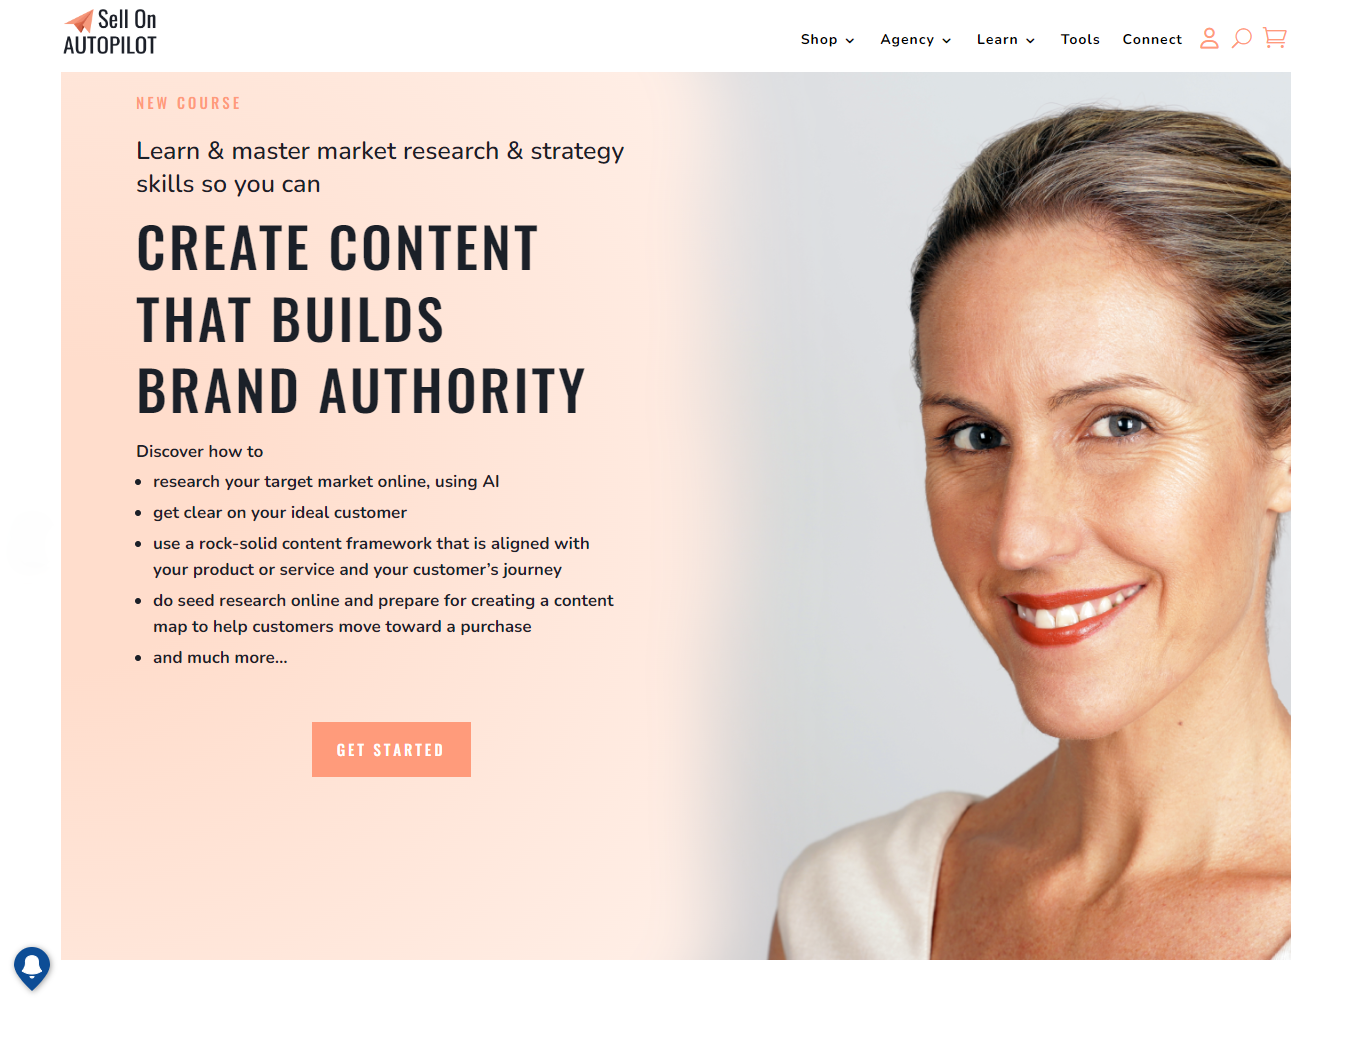 Sell On
AUTOPILOT
Shop
Agency
Learn
Tools
Connect
NEW COURSE
Learn & master market research & strategy
skills so you can
CREATE CONTENT
THAT BUILDS
BRAND AUTHORITY
Discover how to
• research your target market online, using AI
• get clear on your ideal customer
• use a rock-solid content framework that is aligned with
your product or service and your customer’s journey
• do seed research online and prepare for creating a content
map to help customers move toward a purchase
• and much more...
GET STARTED